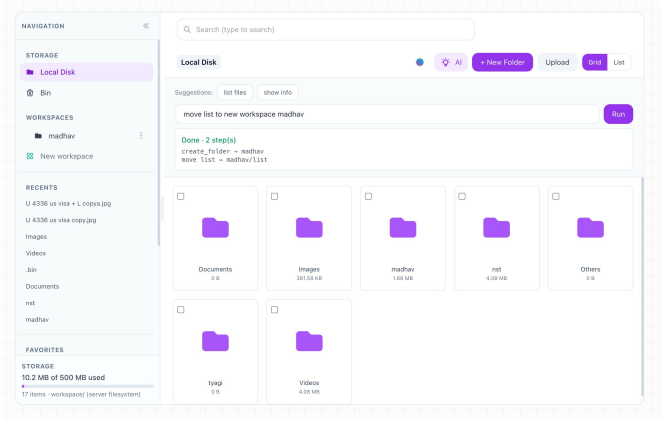 NAVIGATION
Search (type to search)
STORAGE
Local Disk
Bin
WORKSPACES
madhav
New workspace
RECENTS
U 4336 us visa + L copya.jpg
U 4336 us visa copy.jpg
Images
Videos
.bin
Documents
nst
madhav
FAVORITES
STORAGE
10.2 MB of 500 MB used
17 items · workspace/ (server filesystem)
Local Disk
AI
+ New Folder
Upload
Grid
List
Suggestions:
list files
show info
move list to new workspace madhav
Run
Done · 2 step(s)
create_folder → madhav
move list → madhav/list
Documents
0 B
Images
361.58 KB
madhav
1.88 MB
nst
4.08 MB
Others
0 B
tyagi
0 B
Videos
4.08 MB